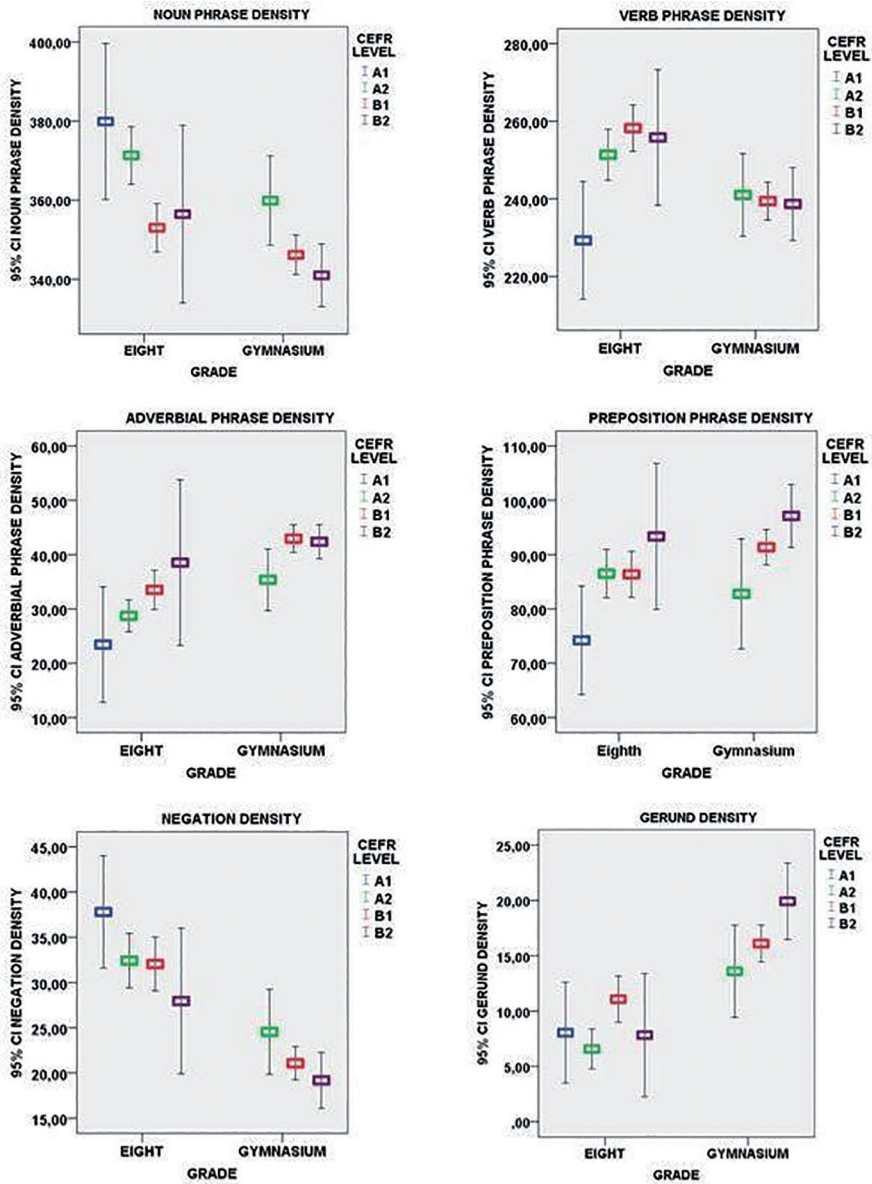 NOUN PHRASE DENSITY
400,00
380,00
360,00
340,00
95% CI NOUN PHRASE DENSITY
EIGHT
GYMNASIUM
GRADE
CEFR
LEVEL
A1
A2
B1
B2
VERB PHRASE DENSITY
280,00
260,00
240,00
220,00
95% CI VERB PHRASE DENSITY
EIGHT
GYMNASIUM
GRADE
CEFR
LEVEL
A1
A2
B1
B2
ADVERBIAL PHRASE DENSITY
60,00
50,00
40,00
30,00
20,00
10,00
95% CI ADVERBIAL PHRASE DENSITY
EIGHT
GYMNASIUM
GRADE
CEFR
LEVEL
A1
A2
B1
B2
PREPOSITION PHRASE DENSITY
110,00
100,00
90,00
80,00
70,00
60,00
95% CI PREPOSITION PHRASE DENSITY
Eighth
Gymnasium
GRADE
CEFR
LEVEL
A1
A2
B1
B2
NEGATION DENSITY
45,00
40,00
35,00
30,00
25,00
20,00
15,00
95% CI NEGATION DENSITY
EIGHT
GYMNASIUM
GRADE
CEFR
LEVEL
A1
A2
B1
B2
GERUND DENSITY
25,00
20,00
15,00
10,00
5,00
,00
95% CI GERUND DENSITY
EIGHT
GYMNASIUM
GRADE
CEFR
LEVEL
A1
A2
B1
B2